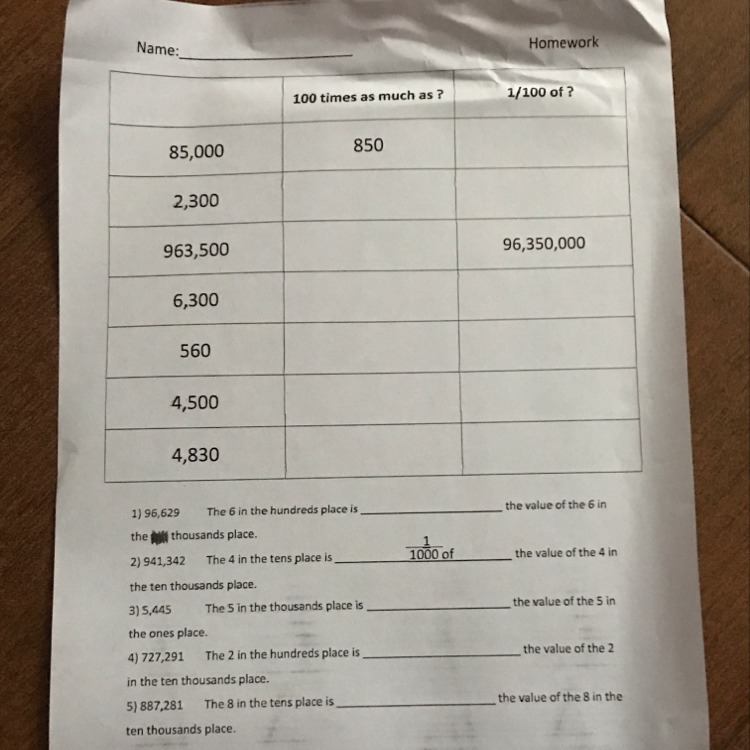 Name:
Homework
100 times as much as ? 1/100 of ?
85,000 850
2,300
963,500 96,350,000
6,300
560
4,500
4,830
1) 96,629 The 6 in the hundreds place is ____________________ the value of the 6 in
the thousands place.
2) 941,342 The 4 in the tens place is __________ 1/1000 of __________ the value of the 4 in
the ten thousands place.
3) 5,445 The 5 in the thousands place is ____________________ the value of the 5 in
the ones place.
4) 727,291 The 2 in the hundreds place is ____________________ the value of the 2
in the ten thousands place.
5) 887,281 The 8 in the tens place is ____________________ the value of the 8 in the
ten thousands place.